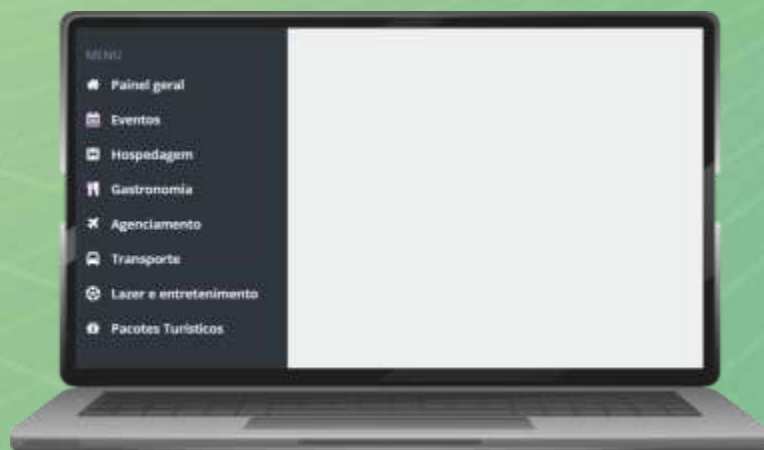 MENU
Painel geral
Eventos
Hospedagem
Gastronomia
Agenciamento
Transporte
Lazer e entretenimento
Pacotes Turísticos